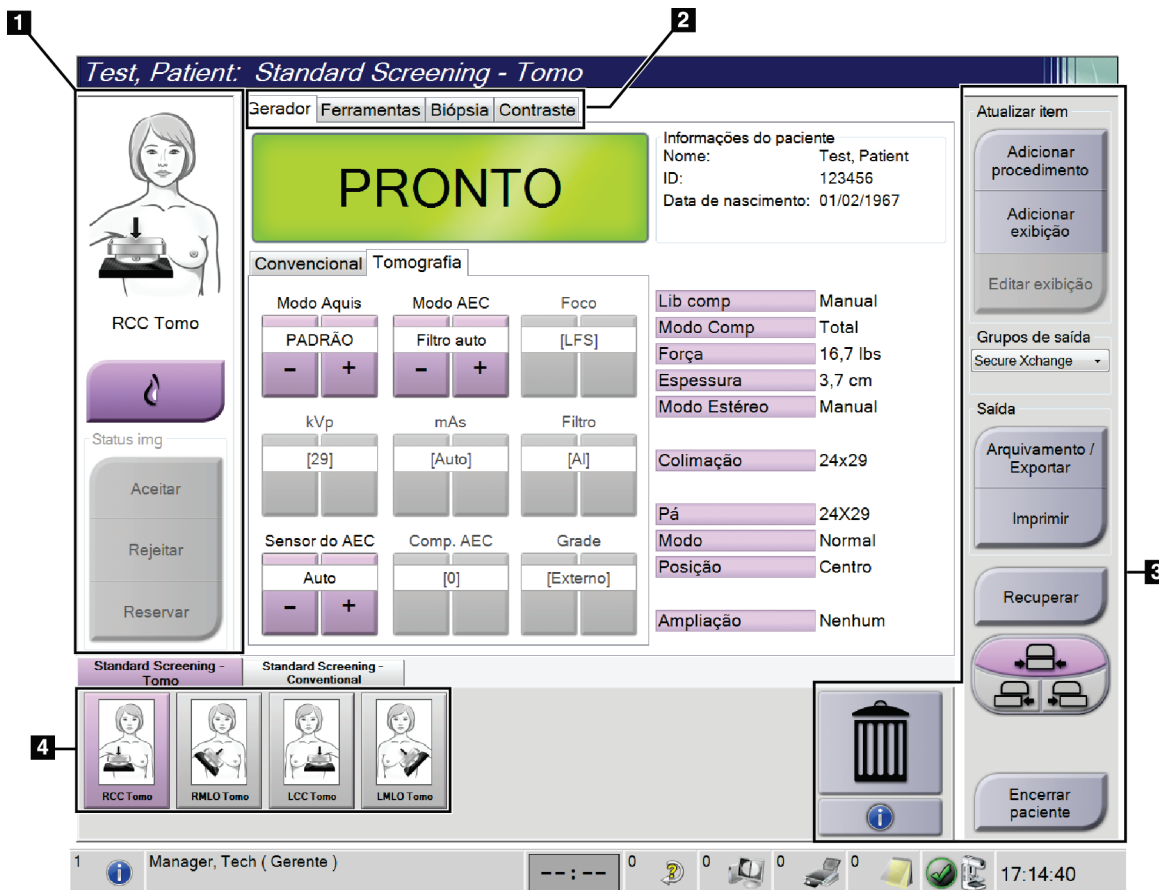 1
2
Test, Patient: Standard Screening - Tomo
Gerador Ferramentas Biópsia Contraste
PRONTO
Informações do paciente
Nome: Test, Patient
ID: 123456
Data de nascimento: 01/02/1967
RCC Tomo
Status img
Aceitar
Rejeitar
Reservar
Convencional Tomografia
Modo Aquis Modo AEC Foco
PADRÃO Filtro auto [LFS]
- + - +
kVp mAs Filtro
[29] [Auto] [Al]
Sensor do AEC Comp. AEC Grade
Auto [0] [Externo]
- +
Lib comp Manual
Modo Comp Total
Força 16,7 lbs
Espessura 3,7 cm
Modo Estéreo Manual
Colimação 24x29
Pá 24X29
Modo Normal
Posição Centro
Ampliação Nenhum
Atualizar item
Adicionar
procedimento
Adicionar
exibição
Editar exibição
Grupos de saída
Secure Xchange
Saída
Arquivamento /
Exportar
Imprimir
Recuperar
Encerrar
paciente
3
Standard Screening -
Tomo
Standard Screening -
Conventional
4
RCC Tomo RMLO Tomo LCC Tomo LMLO Tomo
1 Manager, Tech ( Gerente ) --:-- 0 0 0 0 17:14:40